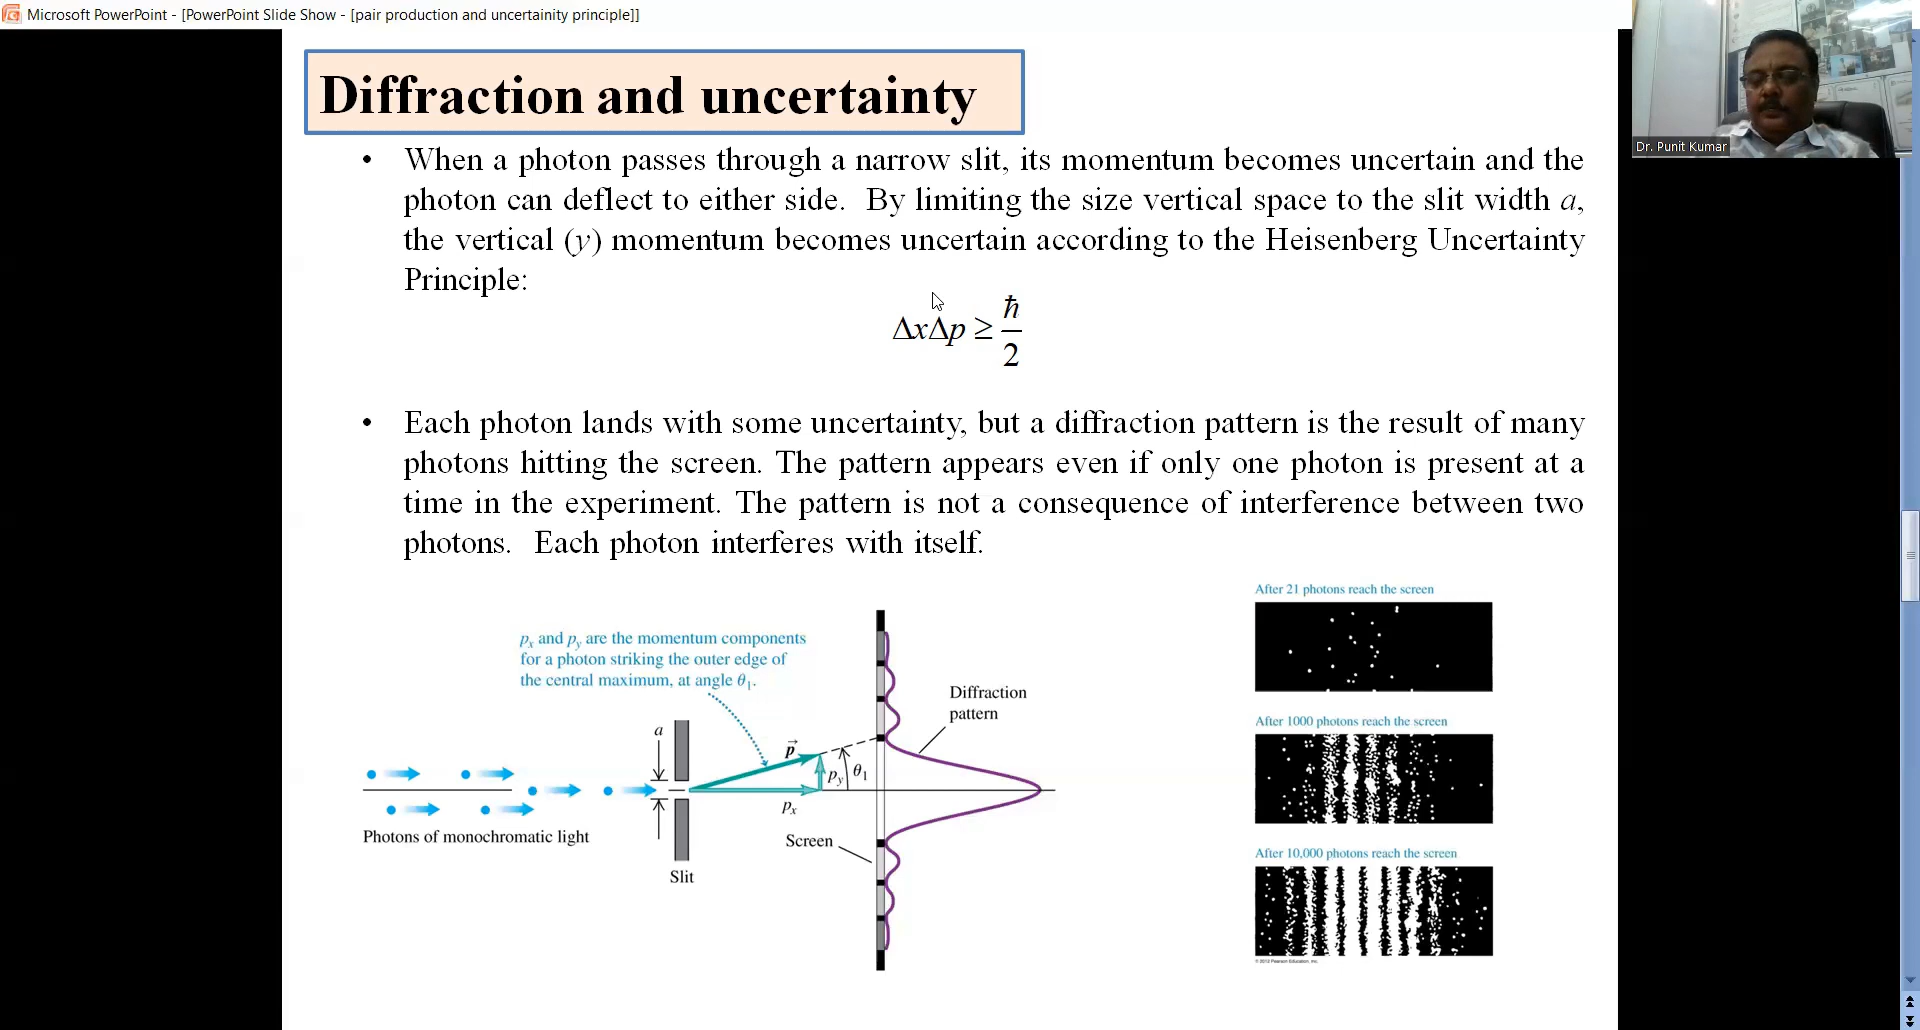 Microsoft PowerPoint - [PowerPoint Slide Show - [pair production and uncertainity principle]]
Dr. Punit Kumar
Diffraction and uncertainty
• When a photon passes through a narrow slit, its momentum becomes uncertain and the
photon can deflect to either side. By limiting the size vertical space to the slit width a,
the vertical (y) momentum becomes uncertain according to the Heisenberg Uncertainty
Principle:
ΔxΔp ≥ ħ/2
• Each photon lands with some uncertainty, but a diffraction pattern is the result of many
photons hitting the screen. The pattern appears even if only one photon is present at a
time in the experiment. The pattern is not a consequence of interference between two
photons. Each photon interferes with itself.
px and py are the momentum components
for a photon striking the outer edge of
the central maximum, at angle θ1.
a
p⃗
py
θ1
px
Diffraction
pattern
Photons of monochromatic light
Screen
Slit
After 21 photons reach the screen
After 1000 photons reach the screen
After 10,000 photons reach the screen
© 2012 Pearson Education, Inc.